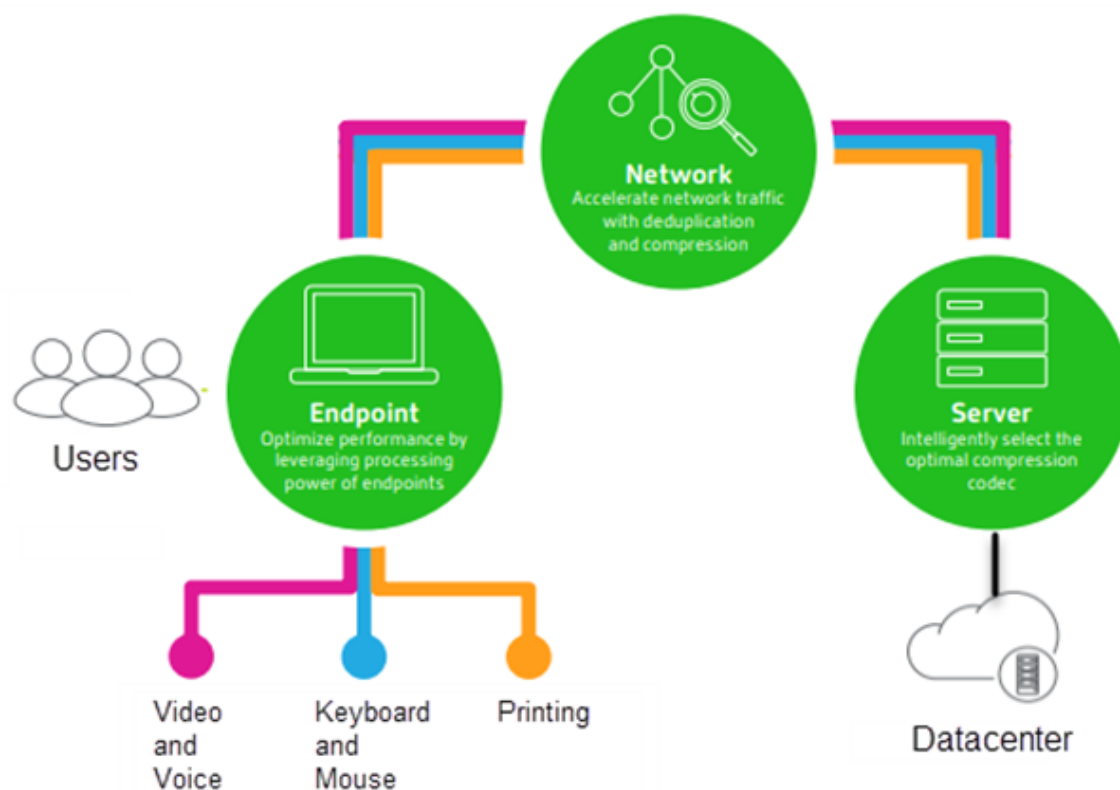 Network
Accelerate network traffic
with deduplication
and compression
Endpoint
Optimize performance by
leveraging processing
power of endpoints
Server
Intelligently select the
optimal compression
codec
Users
Video
and
Voice
Keyboard
and
Mouse
Printing
Datacenter